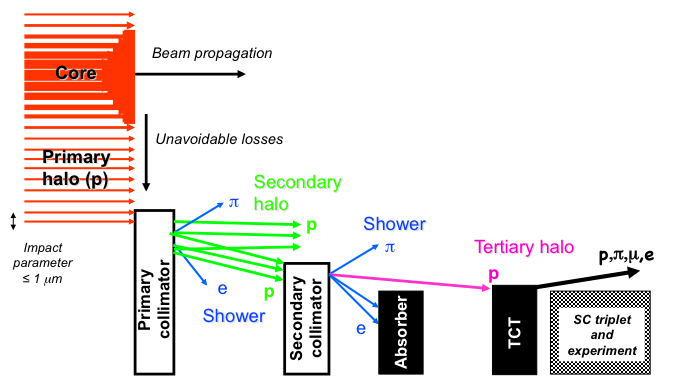 Core
Beam propagation
Unavoidable losses
Primary
halo (p)
Impact
parameter
≤ 1 μm
π
Secondary
halo
p
e
Shower
p
Primary
collimator
Secondary
collimator
Shower
π
e
Absorber
Tertiary halo
p
TCT
p,π,μ,e
SC triplet
and
experiment